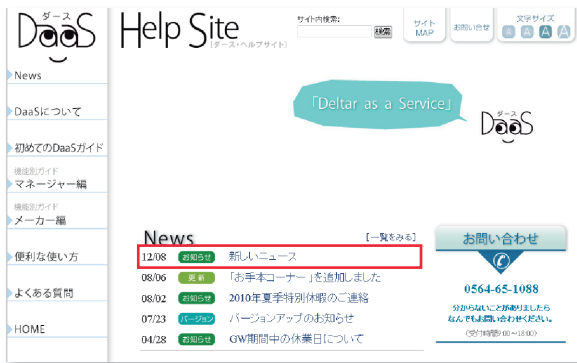 ダース
DaaS
Help Site
[ダース・ヘルプサイト]
サイト内検索:
検索
サイト
MAP
お問い合せ
文字サイズ
A A A A
News
DaaSについて
初めてのDaaSガイド
機能別ガイド
マネージャー編
機能別ガイド
メーカー編
便利な使い方
よくある質問
HOME
「Deltar as a Service」
ダース
DaaS
News
【一覧をみる】
12/08 お知らせ 新しいニュース
08/06 更新 「お手本コーナー」を追加しました
08/02 お知らせ 2010年夏季特別休暇のご連絡
07/23 バージョン バージョンアップのお知らせ
04/28 お知らせ GW期間中の休業日について
お問い合わせ
0564-65-1088
分からないことがありましたら
なんでもお問い合わせください。
(受付時間9:00~18:00)